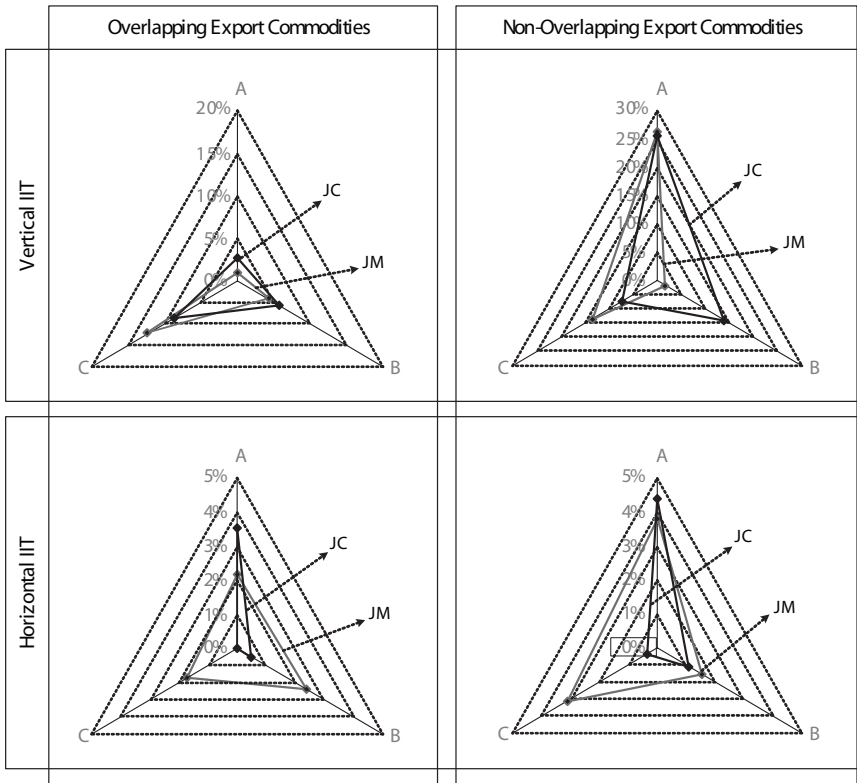 Overlapping Export Commodities
Non-Overlapping Export Commodities
Vertical IIT
A
20%
15%
10%
5%
0%
JC
JM
C
B
A
30%
25%
20%
15%
10%
5%
0%
JC
JM
C
B
Horizontal IIT
A
5%
4%
3%
2%
1%
0%
JC
JM
C
B
A
5%
4%
3%
2%
1%
0%
JC
JM
C
B